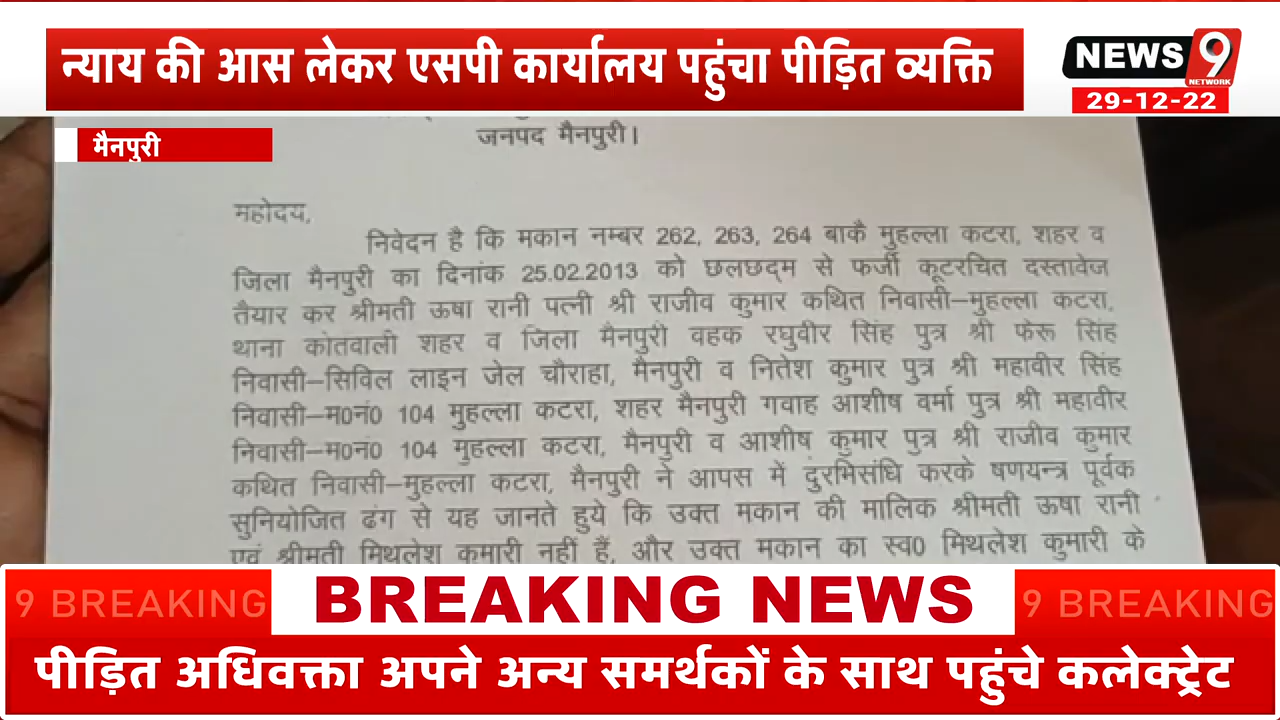 न्याय की आस लेकर एसपी कार्यालय पहुंचा पीड़ित व्यक्ति
NEWS 9
NETWORK
29-12-22
मैनपुरी
जनपद मैनपुरी।
महोदय,
निवेदन है कि मकान नम्बर 262, 263, 264 बाकै मुहल्ला कटरा, शहर व
जिला मैनपुरी का दिनांक 25.02.2013 को छलछद्म से फर्जी कूटरचित दस्तावेज
तैयार कर श्रीमती ऊषा रानी पत्नी श्री राजीव कुमार कथित निवासी–मुहल्ला कटरा,
थाना कोतवाली शहर व जिला मैनपुरी वहक रघुवीर सिंह पुत्र श्री फेरू सिंह
निवासी–सिविल लाइन जेल चौराहा, मैनपुरी व नितेश कुमार पुत्र श्री महावीर सिंह
निवासी–म0नं0 104 मुहल्ला कटरा, शहर मैनपुरी गवाह आशीष वर्मा पुत्र श्री महावीर
निवासी–म0नं0 104 मुहल्ला कटरा, मैनपुरी व आशीष कुमार पुत्र श्री राजीव कुमार
कथित निवासी–मुहल्ला कटरा, मैनपुरी ने आपस में दुरमिसंधि करके षणयन्त्र पूर्वक
सुनियोजित ढंग से यह जानते हुये कि उक्त मकान की मालिक श्रीमती ऊषा रानी
एवं श्रीमती मिथलेश कुमारी नहीं हैं, और उक्त मकान का स्व0 मिथलेश कुमारी के
9 BREAKING
BREAKING NEWS
9 BREAKING
पीड़ित अधिवक्ता अपने अन्य समर्थकों के साथ पहुंचे कलेक्ट्रेट